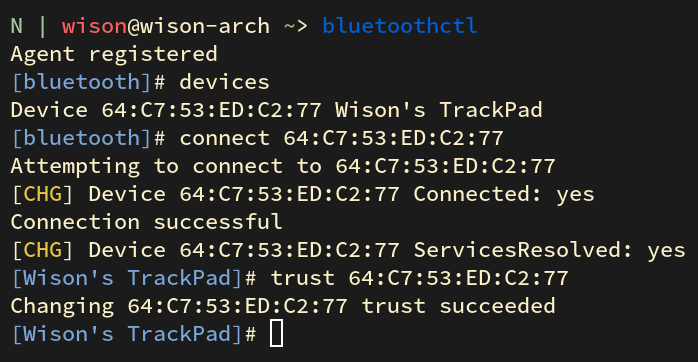 N | wison@wison-arch ~> bluetoothctl
Agent registered
[bluetooth]# devices
Device 64:C7:53:ED:C2:77 Wison's TrackPad
[bluetooth]# connect 64:C7:53:ED:C2:77
Attempting to connect to 64:C7:53:ED:C2:77
[CHG] Device 64:C7:53:ED:C2:77 Connected: yes
Connection successful
[CHG] Device 64:C7:53:ED:C2:77 ServicesResolved: yes
[Wison's TrackPad]# trust 64:C7:53:ED:C2:77
Changing 64:C7:53:ED:C2:77 trust succeeded
[Wison's TrackPad]#